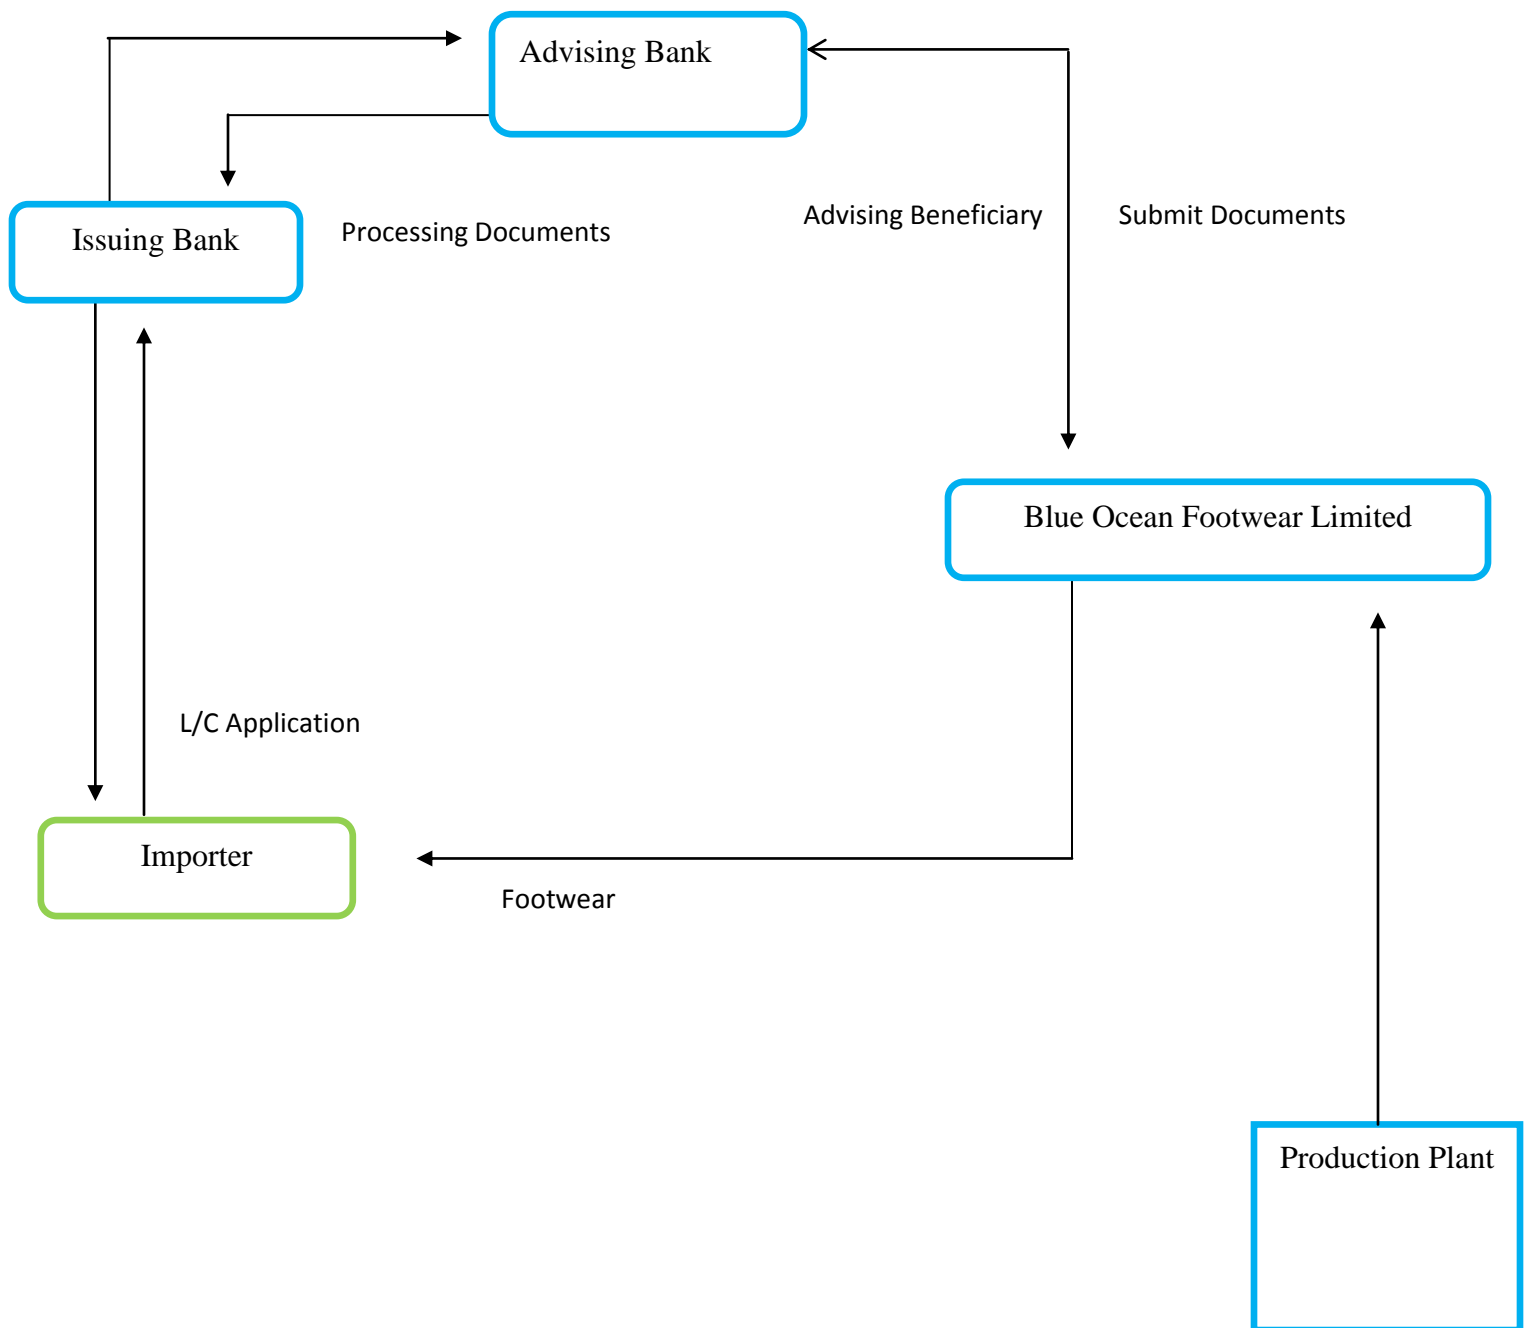 Advising Bank
Issuing Bank
Processing Documents
Advising Beneficiary
Submit Documents
Blue Ocean Footwear Limited
L/C Application
Importer
Footwear
Production Plant